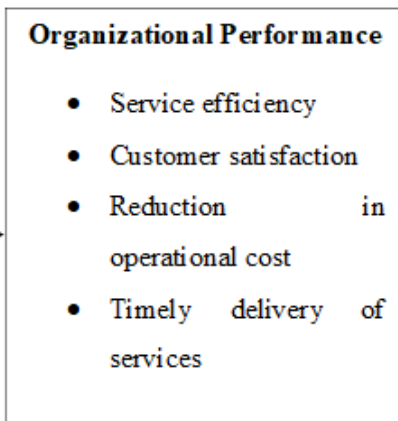 Organizational Performance
• Service efficiency
• Customer satisfaction
• Reduction in
operational cost
• Timely delivery of
services